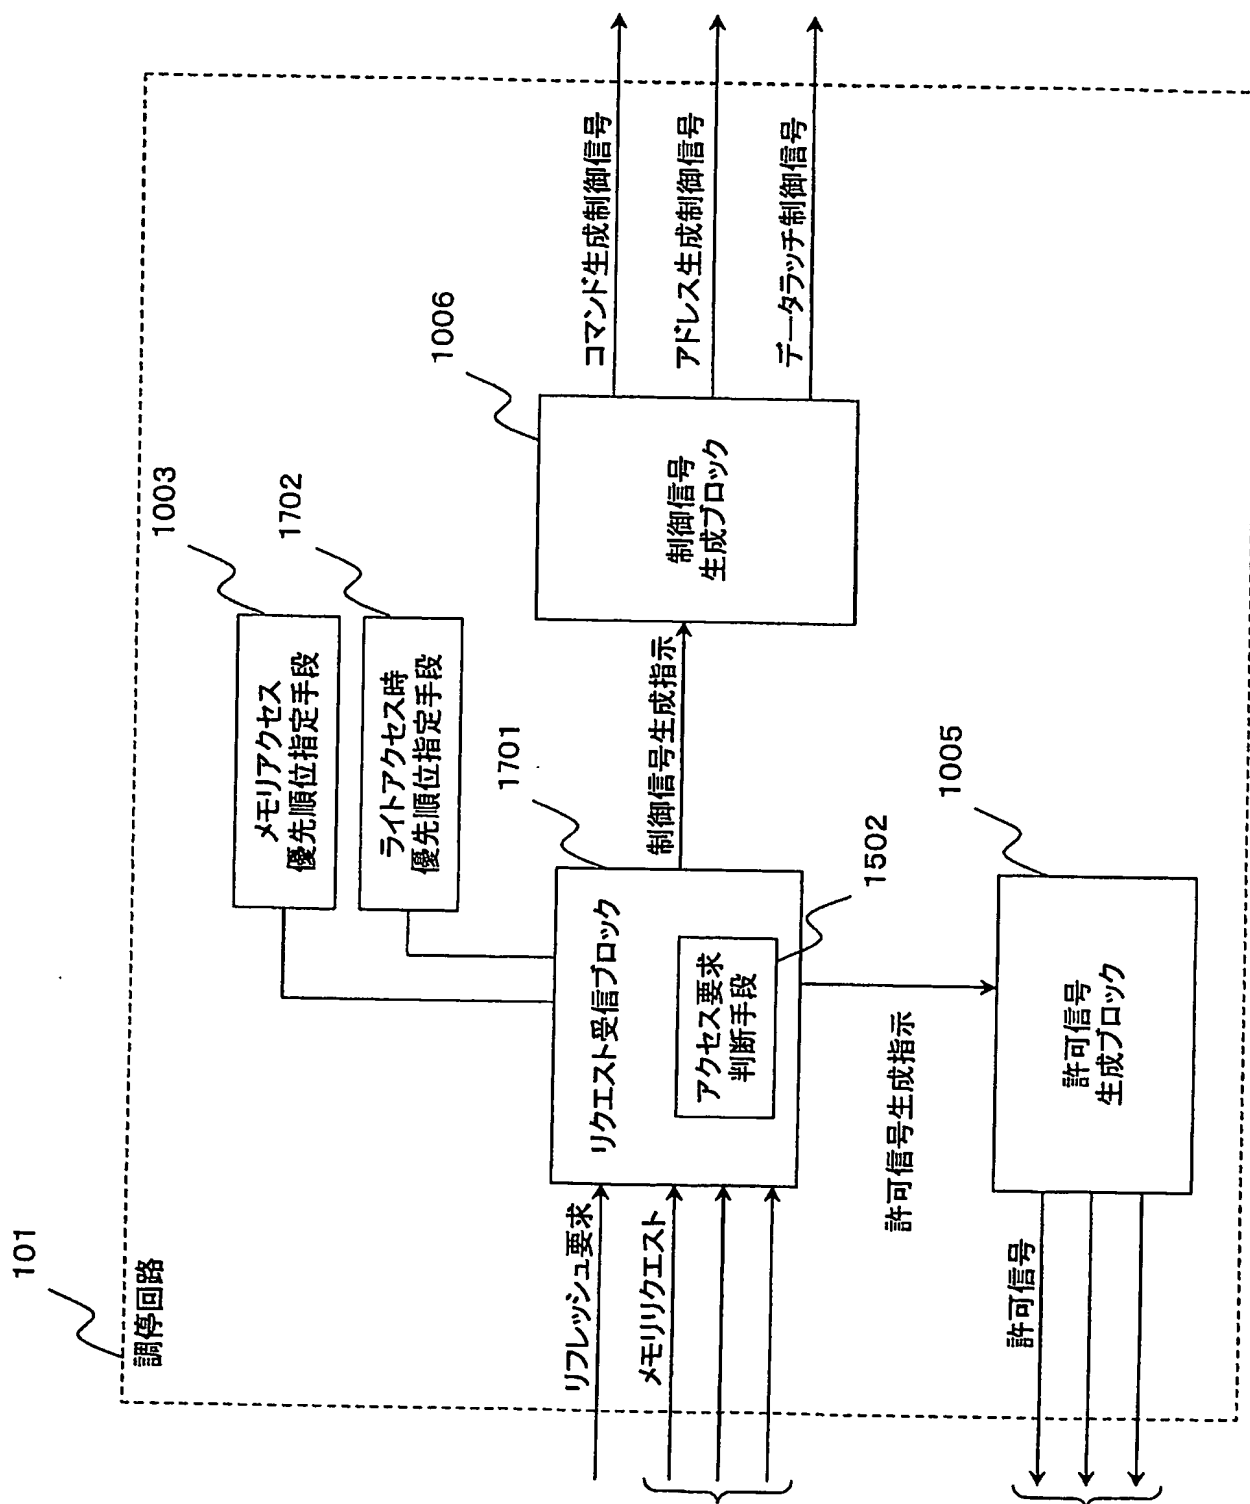 101
調停回路
1003
メモリアクセス
優先順位指定手段
1702
ライトアクセス時
優先順位指定手段
リフレッシュ要求
メモリリクエスト
1701
リクエスト受信ブロック
アクセス要求
判断手段
1502
制御信号生成指示
1006
制御信号
生成ブロック
コマンド生成制御信号
アドレス生成制御信号
データラッチ制御信号
許可信号生成指示
1005
許可信号
生成ブロック
許可信号